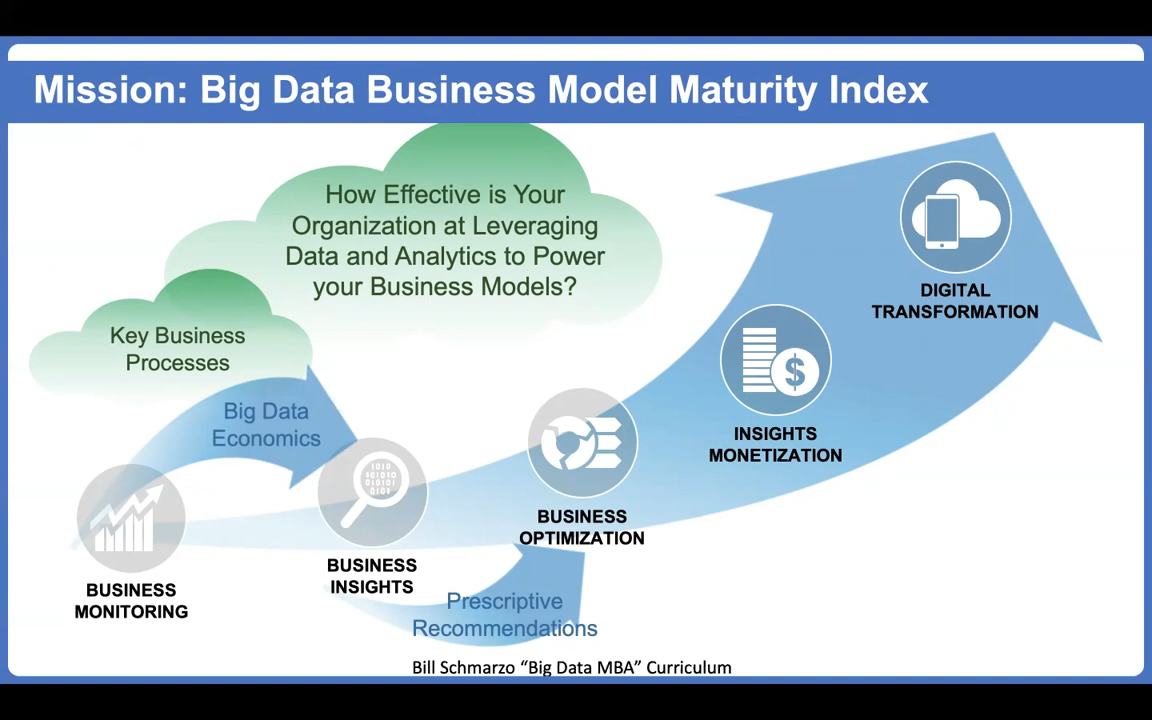 Mission: Big Data Business Model Maturity Index
How Effective is Your
Organization at Leveraging
Data and Analytics to Power
your Business Models?
Key Business
Processes
Big Data
Economics
BUSINESS
MONITORING
BUSINESS
INSIGHTS
Prescriptive
Recommendations
BUSINESS
OPTIMIZATION
INSIGHTS
MONETIZATION
DIGITAL
TRANSFORMATION
1010
010101
Bill Schmarzo “Big Data MBA” Curriculum